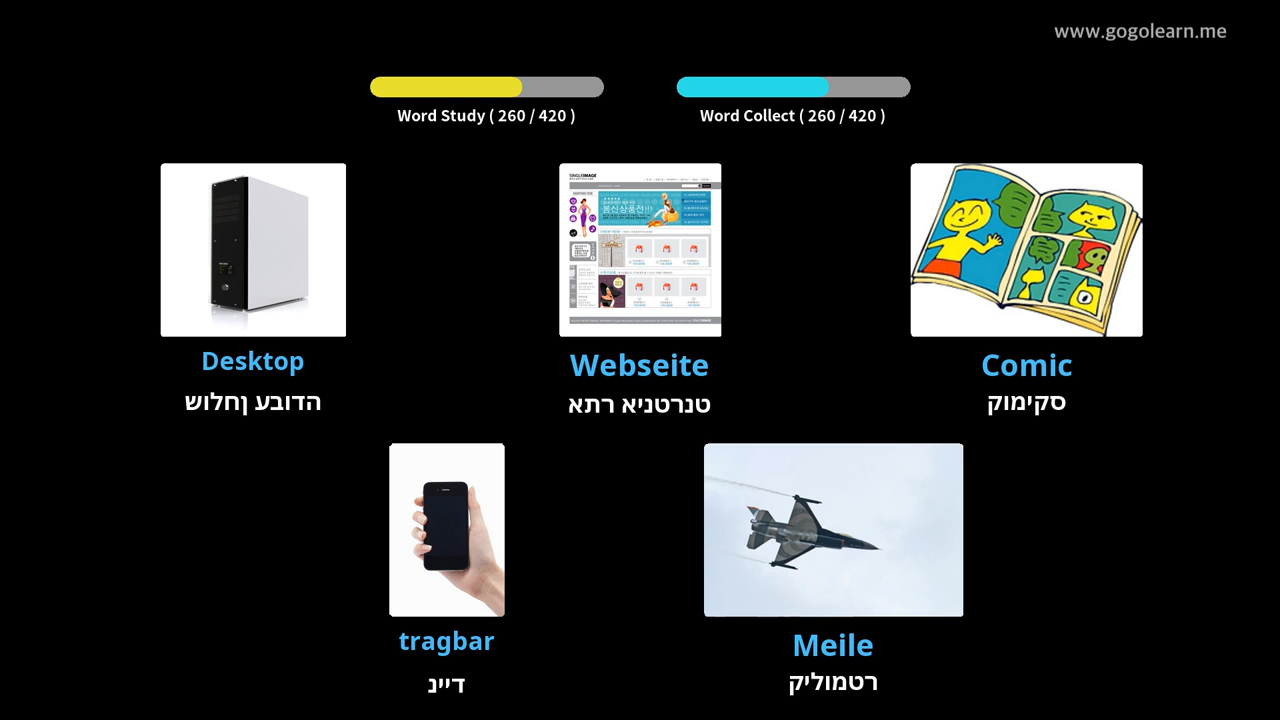 www.gogolearn.me
Word Study ( 260 / 420 )
Word Collect ( 260 / 420 )
Desktop
שולחן עבודה
Webseite
אתר אינטרנט
Comic
קומיקס
tragbar
נייד
Meile
קילומטר